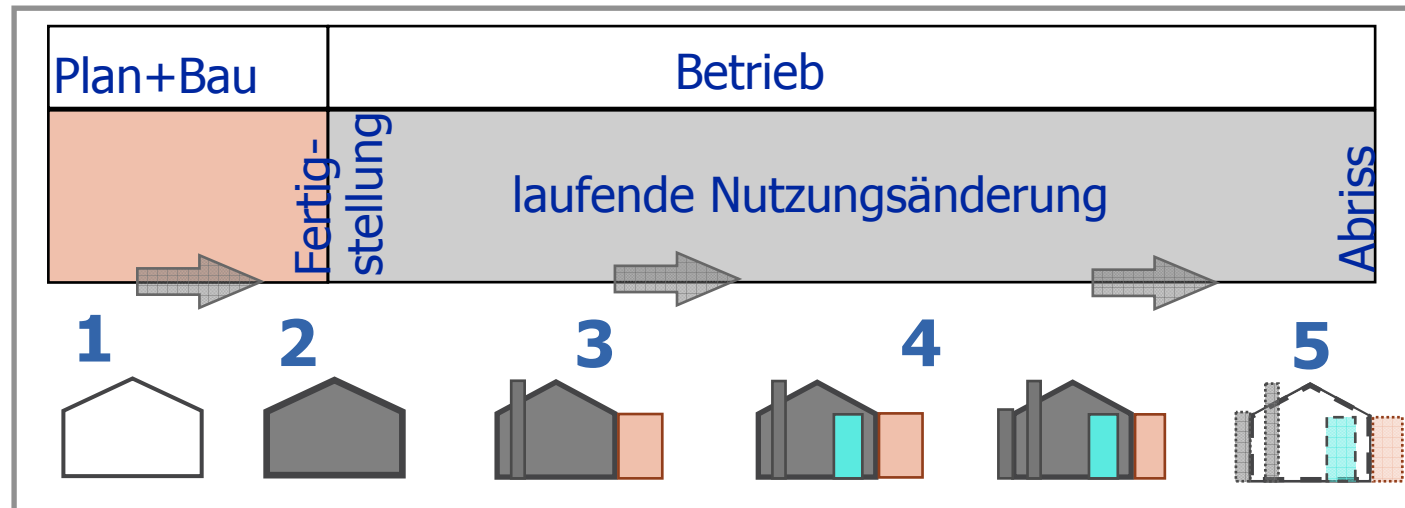 Plan+Bau
Betrieb
Fertig-
stellung
laufende Nutzungsänderung
Abriss
1
2
3
4
5